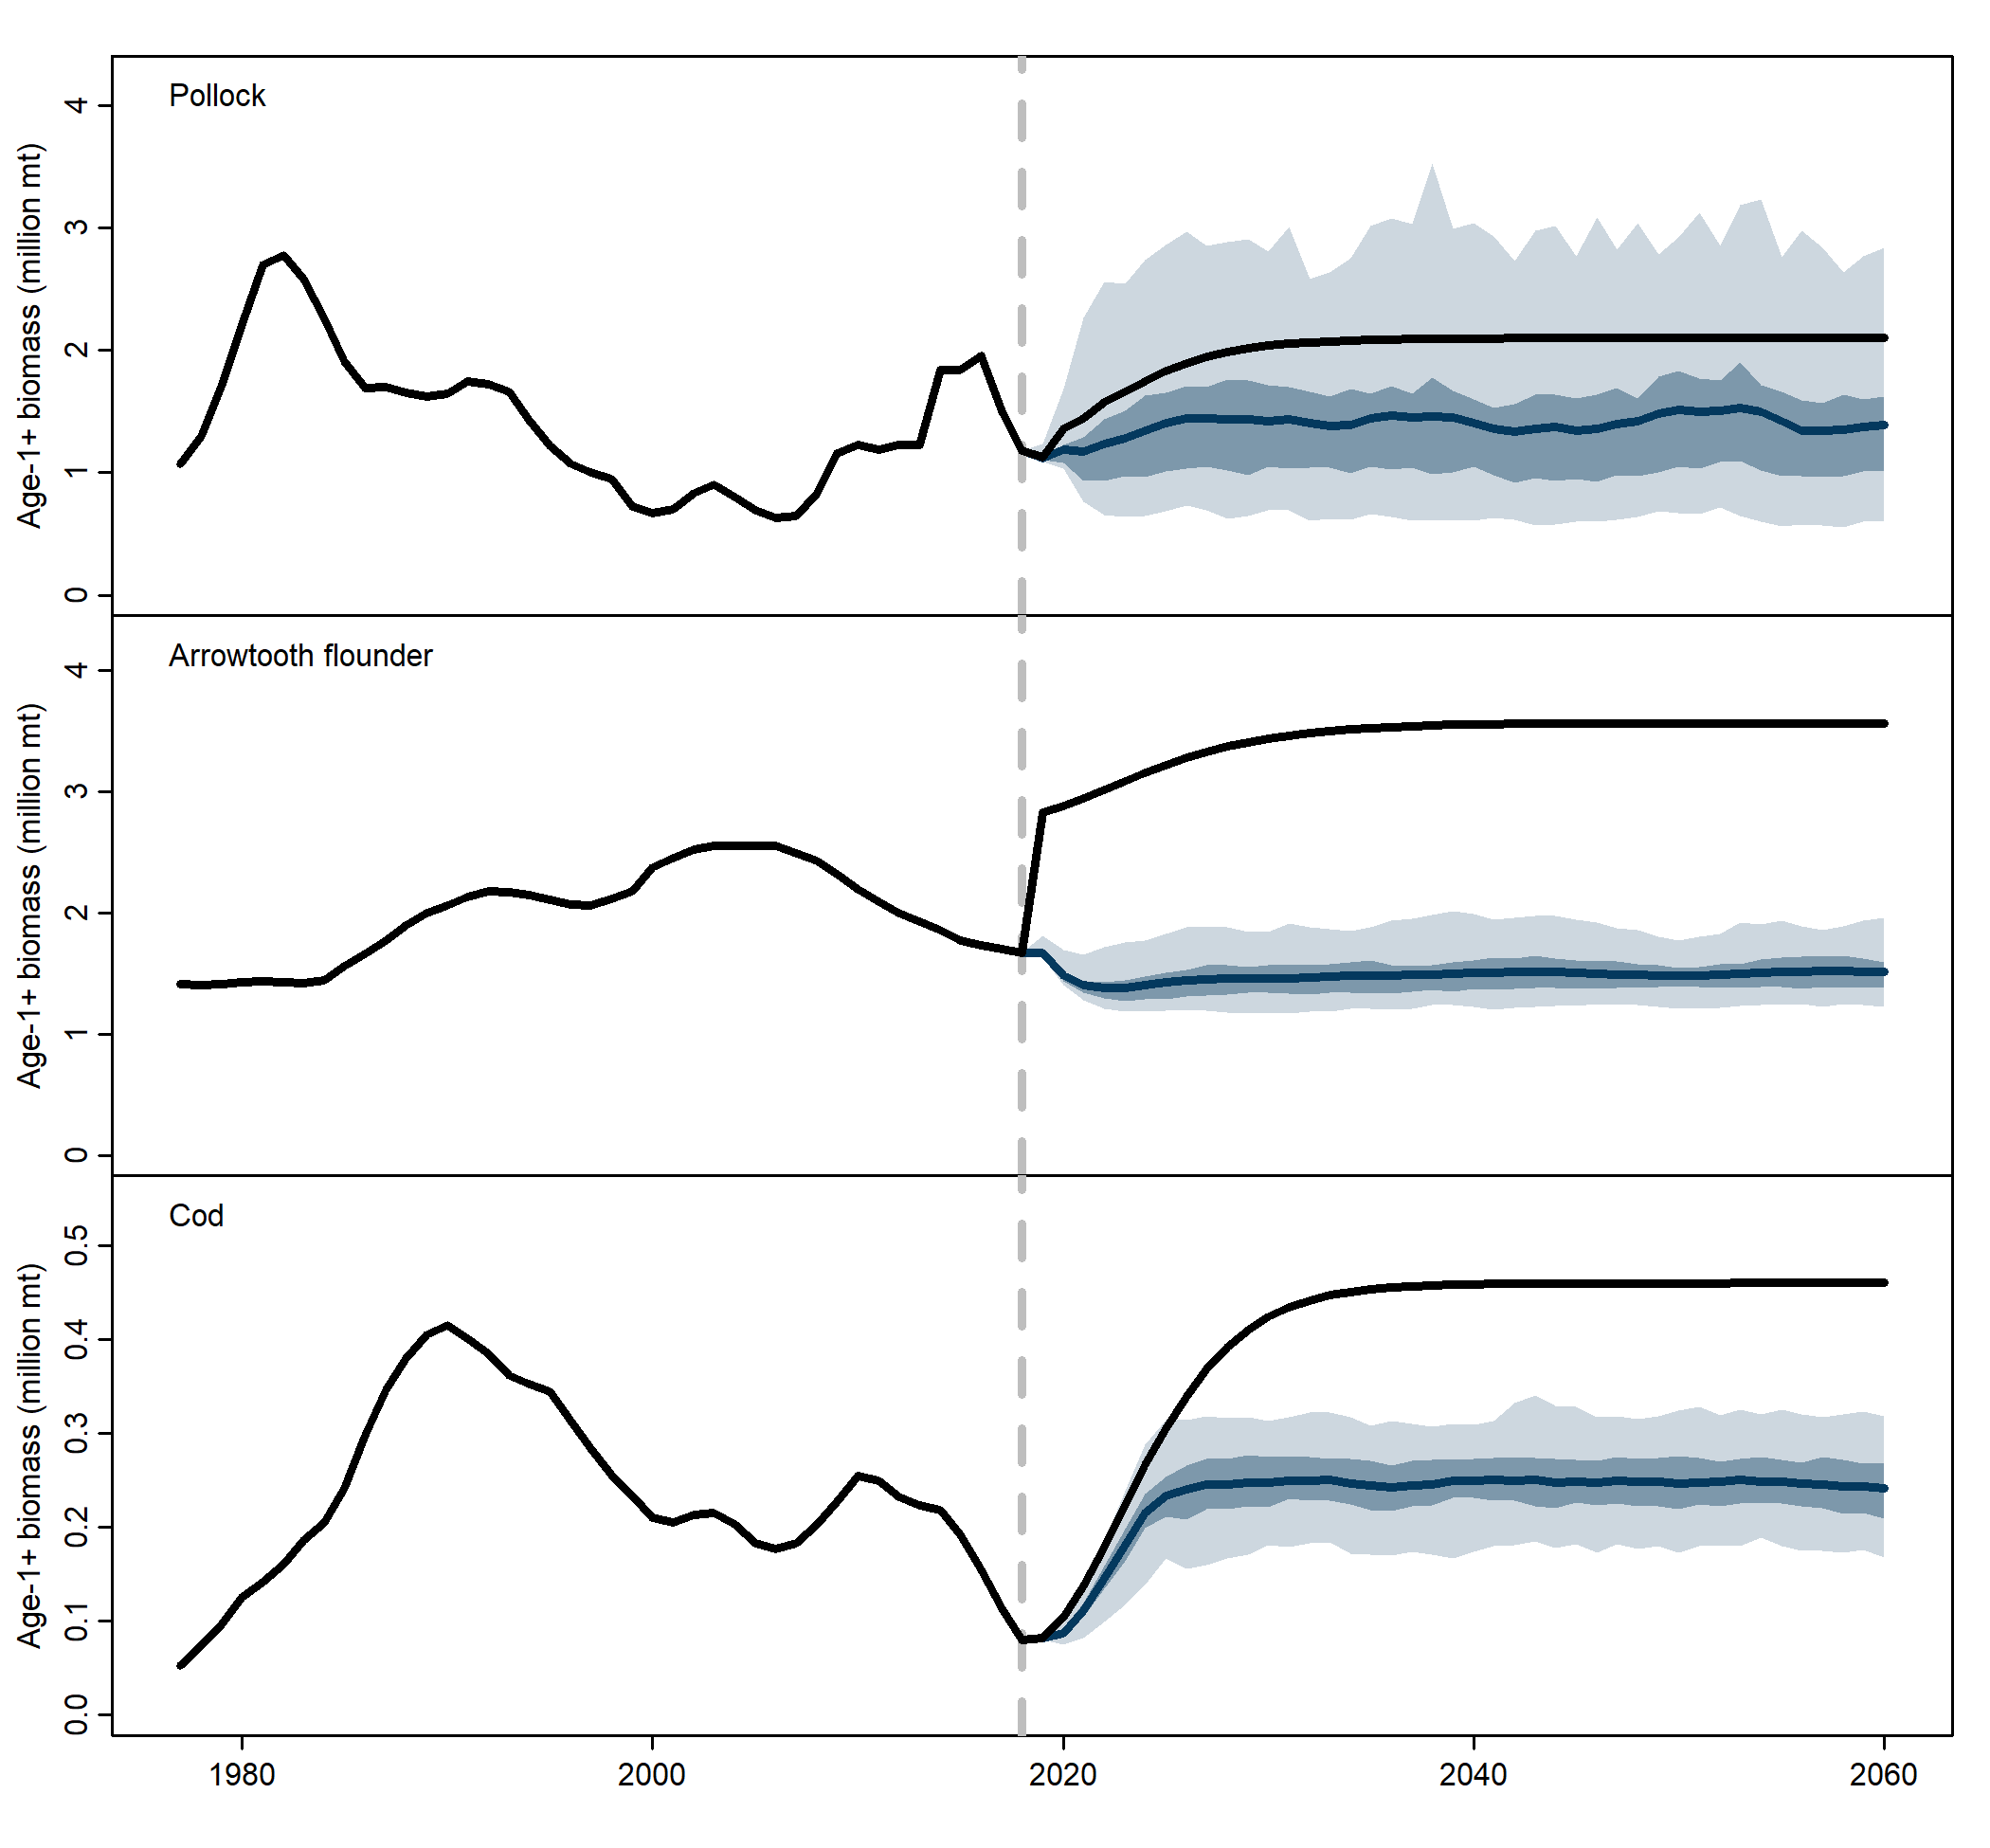 Pollock
Age-1+ biomass (million mt)
4
3
2
1
0
Arrowtooth flounder
Age-1+ biomass (million mt)
4
3
2
1
0
Cod
Age-1+ biomass (million mt)
0.5
0.4
0.3
0.2
0.1
0.0
1980 2000 2020 2040 2060